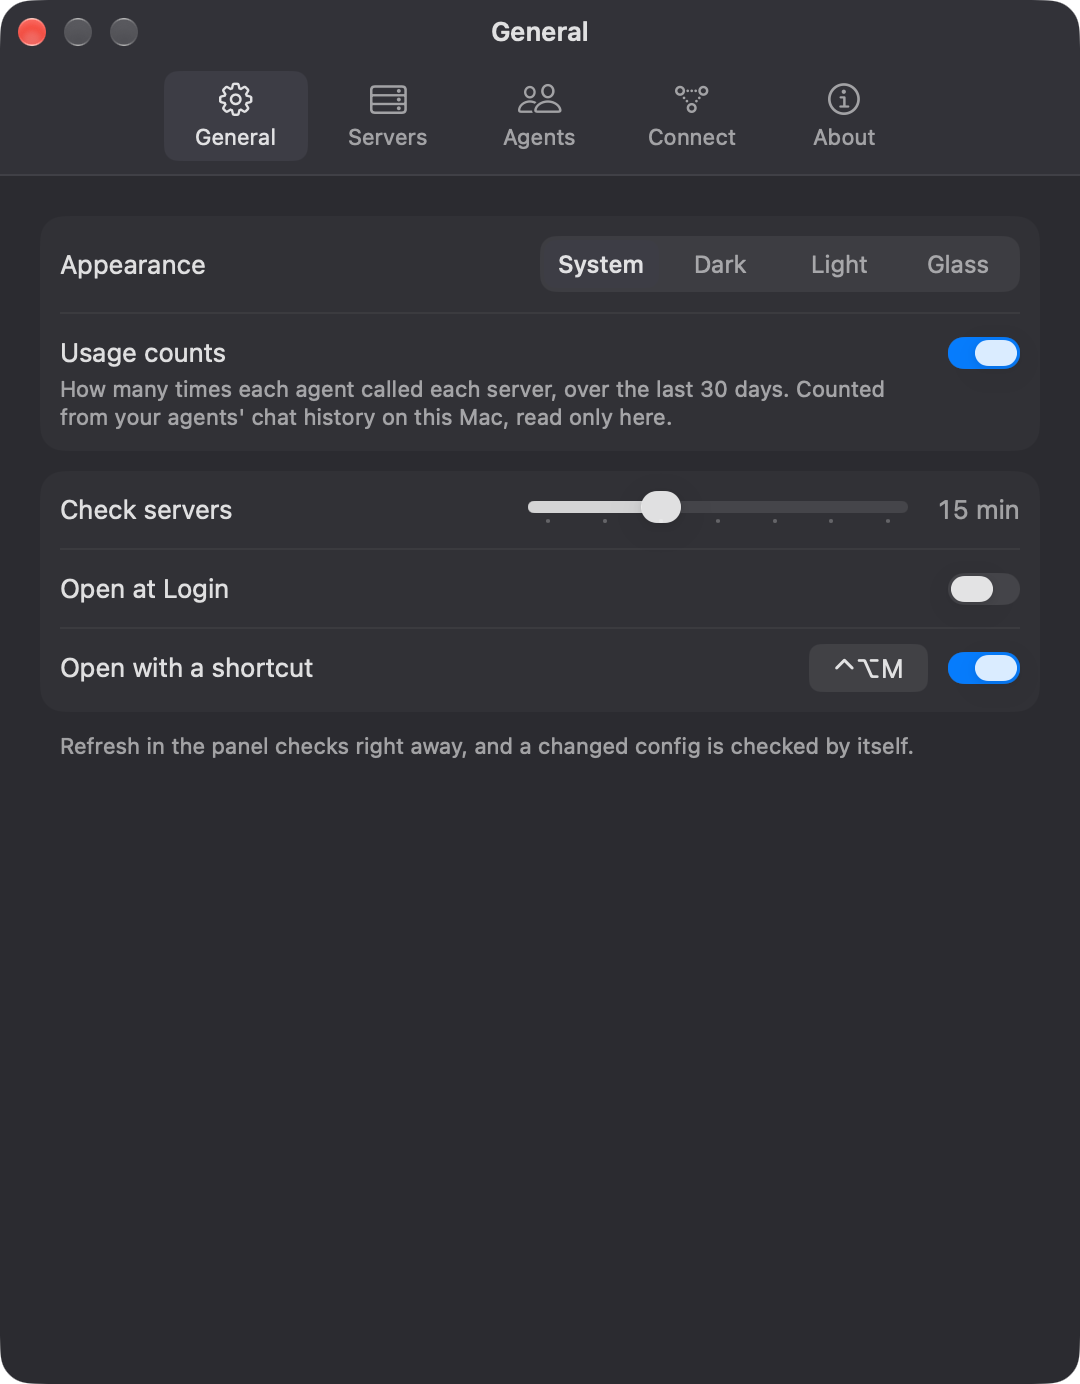 General
General
Servers
Agents
Connect
About
Appearance
System
Dark
Light
Glass
Usage counts
How many times each agent called each server, over the last 30 days. Counted
from your agents' chat history on this Mac, read only here.
Check servers
15 min
Open at Login
Open with a shortcut
⌃⌥M
Refresh in the panel checks right away, and a changed config is checked by itself.